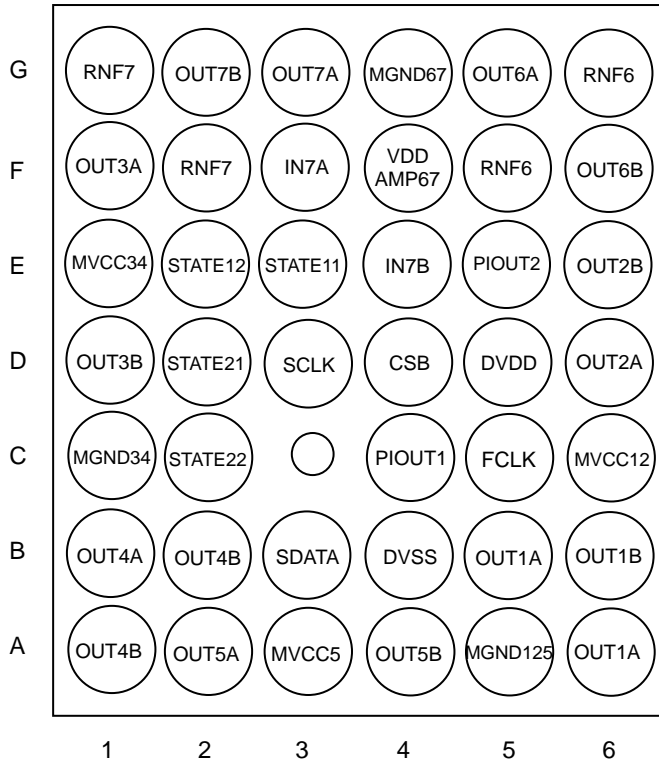 G RNF7 OUT7B OUT7A MGND67 OUT6A RNF6
F OUT3A RNF7 IN7A VDD AMP67 RNF6 OUT6B
E MVCC34 STATE12 STATE11 IN7B PIOUT2 OUT2B
D OUT3B STATE21 SCLK CSB DVDD OUT2A
C MGND34 STATE22 PIOUT1 FCLK MVCC12
B OUT4A OUT4B SDATA DVSS OUT1A OUT1B
A OUT4B OUT5A MVCC5 OUT5B MGND125 OUT1A
1 2 3 4 5 6